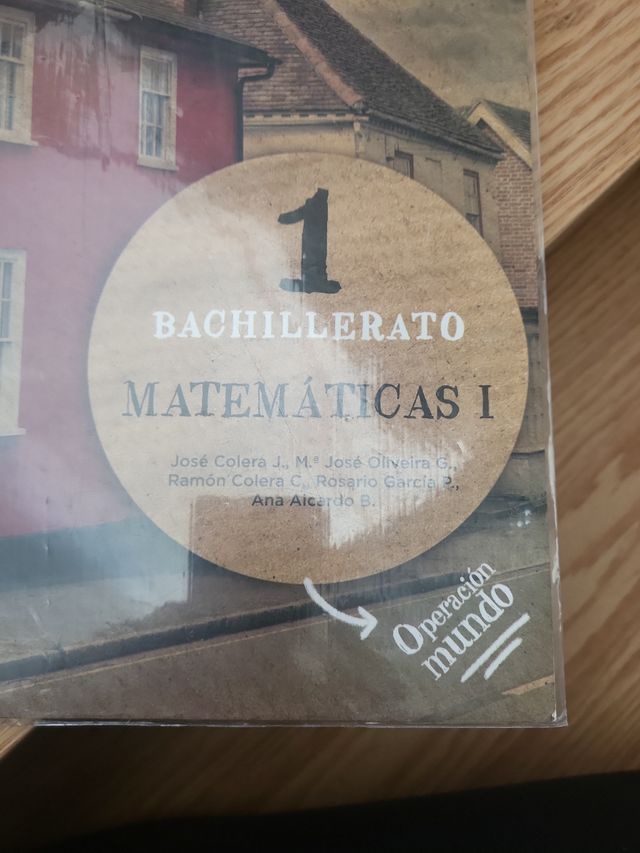 1
BACHILLERATO
MATEMÁTICAS I
José Colera J., M.ª José Oliveira G.,
Ramón Colera C., Rosario García P.,
Ana Aicardo B.
Operación
mundo